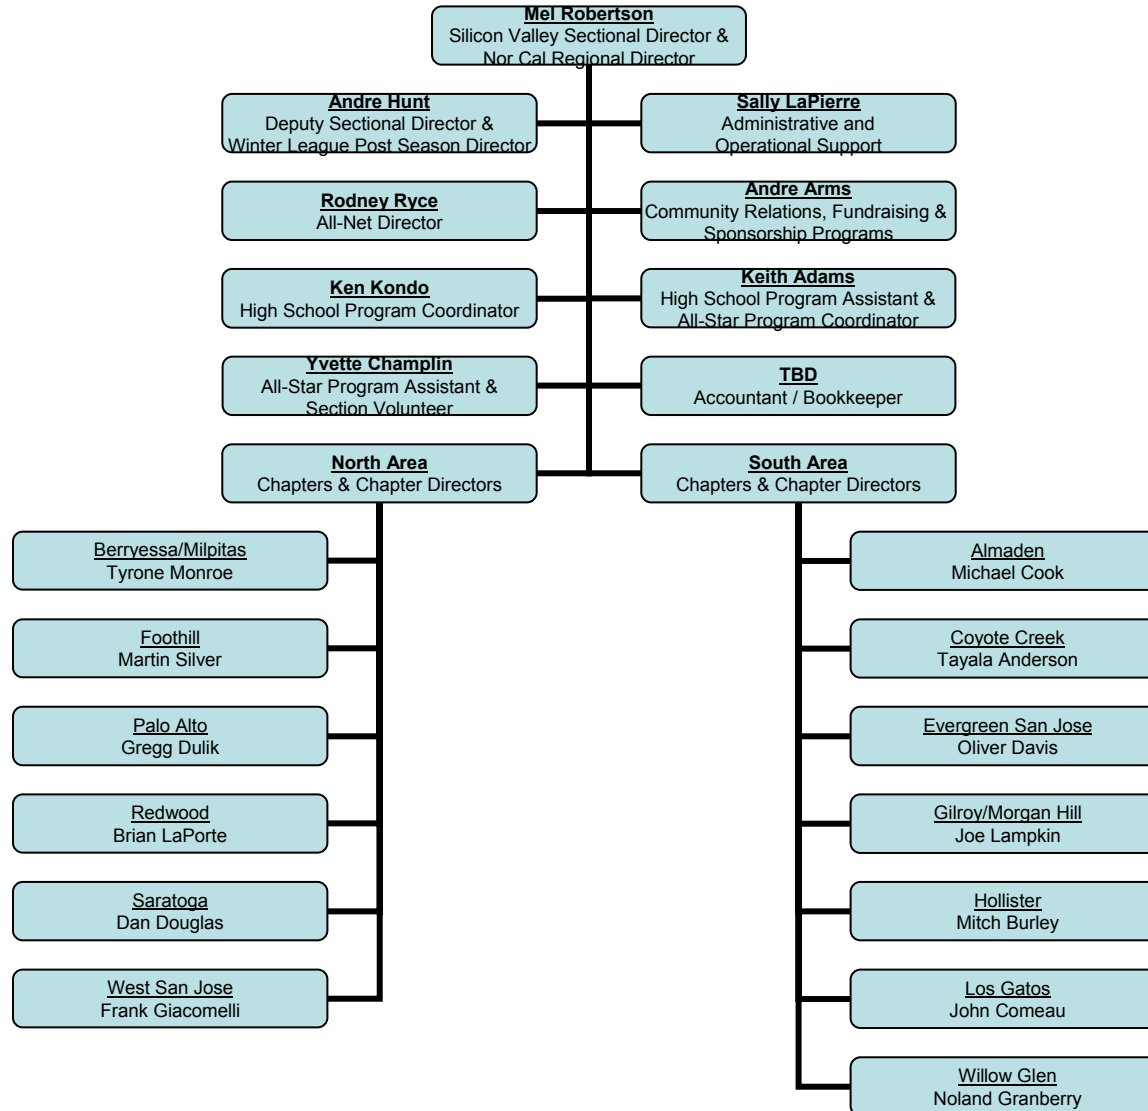 Mel Robertson
Silicon Valley Sectional Director &
Nor Cal Regional Director
Andre Hunt
Deputy Sectional Director &
Winter League Post Season Director
Sally LaPierre
Administrative and
Operational Support
Rodney Ryce
All-Net Director
Andre Arms
Community Relations, Fundraising &
Sponsorship Programs
Ken Kondo
High School Program Coordinator
Keith Adams
High School Program Assistant &
All-Star Program Coordinator
Yvette Champlin
All-Star Program Assistant &
Section Volunteer
TBD
Accountant / Bookkeeper
North Area
Chapters & Chapter Directors
South Area
Chapters & Chapter Directors
Berryessa/Milpitas
Tyrone Monroe
Almaden
Michael Cook
Foothill
Martin Silver
Coyote Creek
Tayala Anderson
Palo Alto
Gregg Dulik
Evergreen San Jose
Oliver Davis
Redwood
Brian LaPorte
Gilroy/Morgan Hill
Joe Lampkin
Saratoga
Dan Douglas
Hollister
Mitch Burley
West San Jose
Frank Giacomelli
Los Gatos
John Comeau
Willow Glen
Noland Granberry